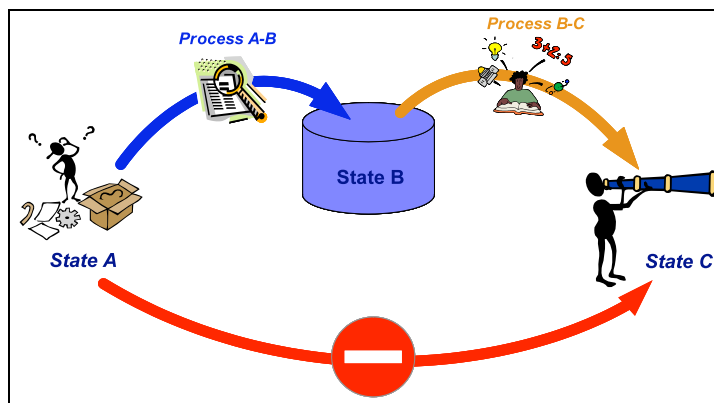 Process A-B
Process B-C
3+2=5
? ?
State B
State A
State C